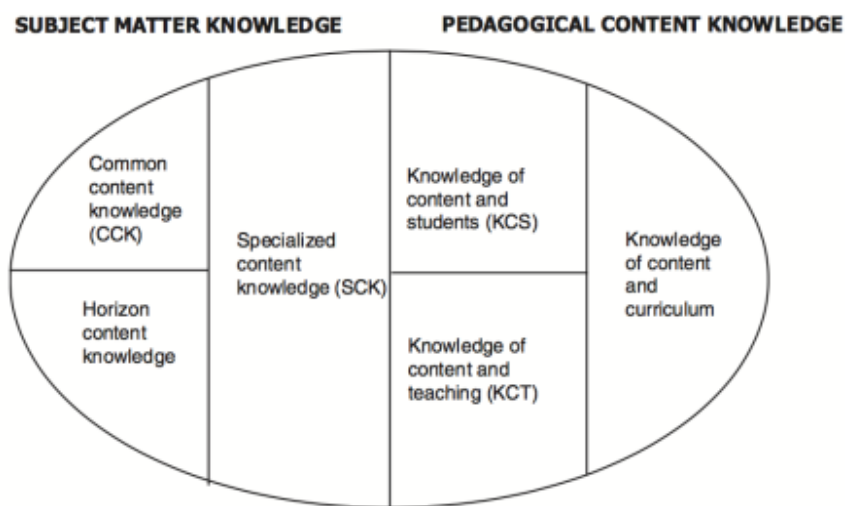 SUBJECT MATTER KNOWLEDGE
PEDAGOGICAL CONTENT KNOWLEDGE
Common
content
knowledge
(CCK)
Horizon
content
knowledge
Specialized
content
knowledge (SCK)
Knowledge of
content and
students (KCS)
Knowledge of
content and
teaching (KCT)
Knowledge
of content
and
curriculum